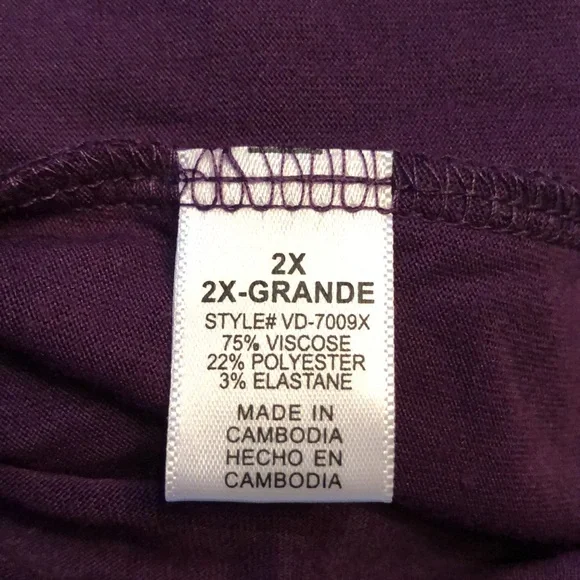 2X
2X-GRANDE
STYLE# VD-7009X
75% VISCOSE
22% POLYESTER
3% ELASTANE
MADE IN
CAMBODIA
HECHO EN
CAMBODIA